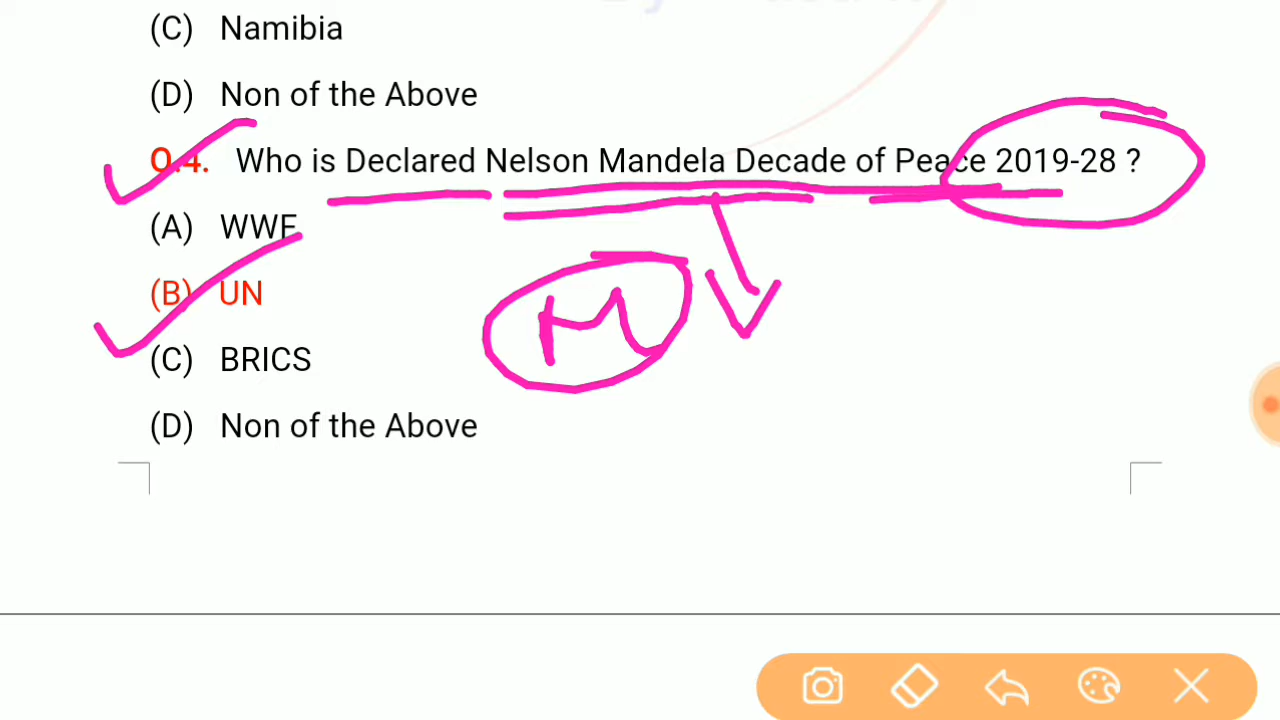 (C) Namibia
(D) Non of the Above
Q.4. Who is Declared Nelson Mandela Decade of Peace 2019-28 ?
(A) WWF
(B) UN
M
(C) BRICS
(D) Non of the Above